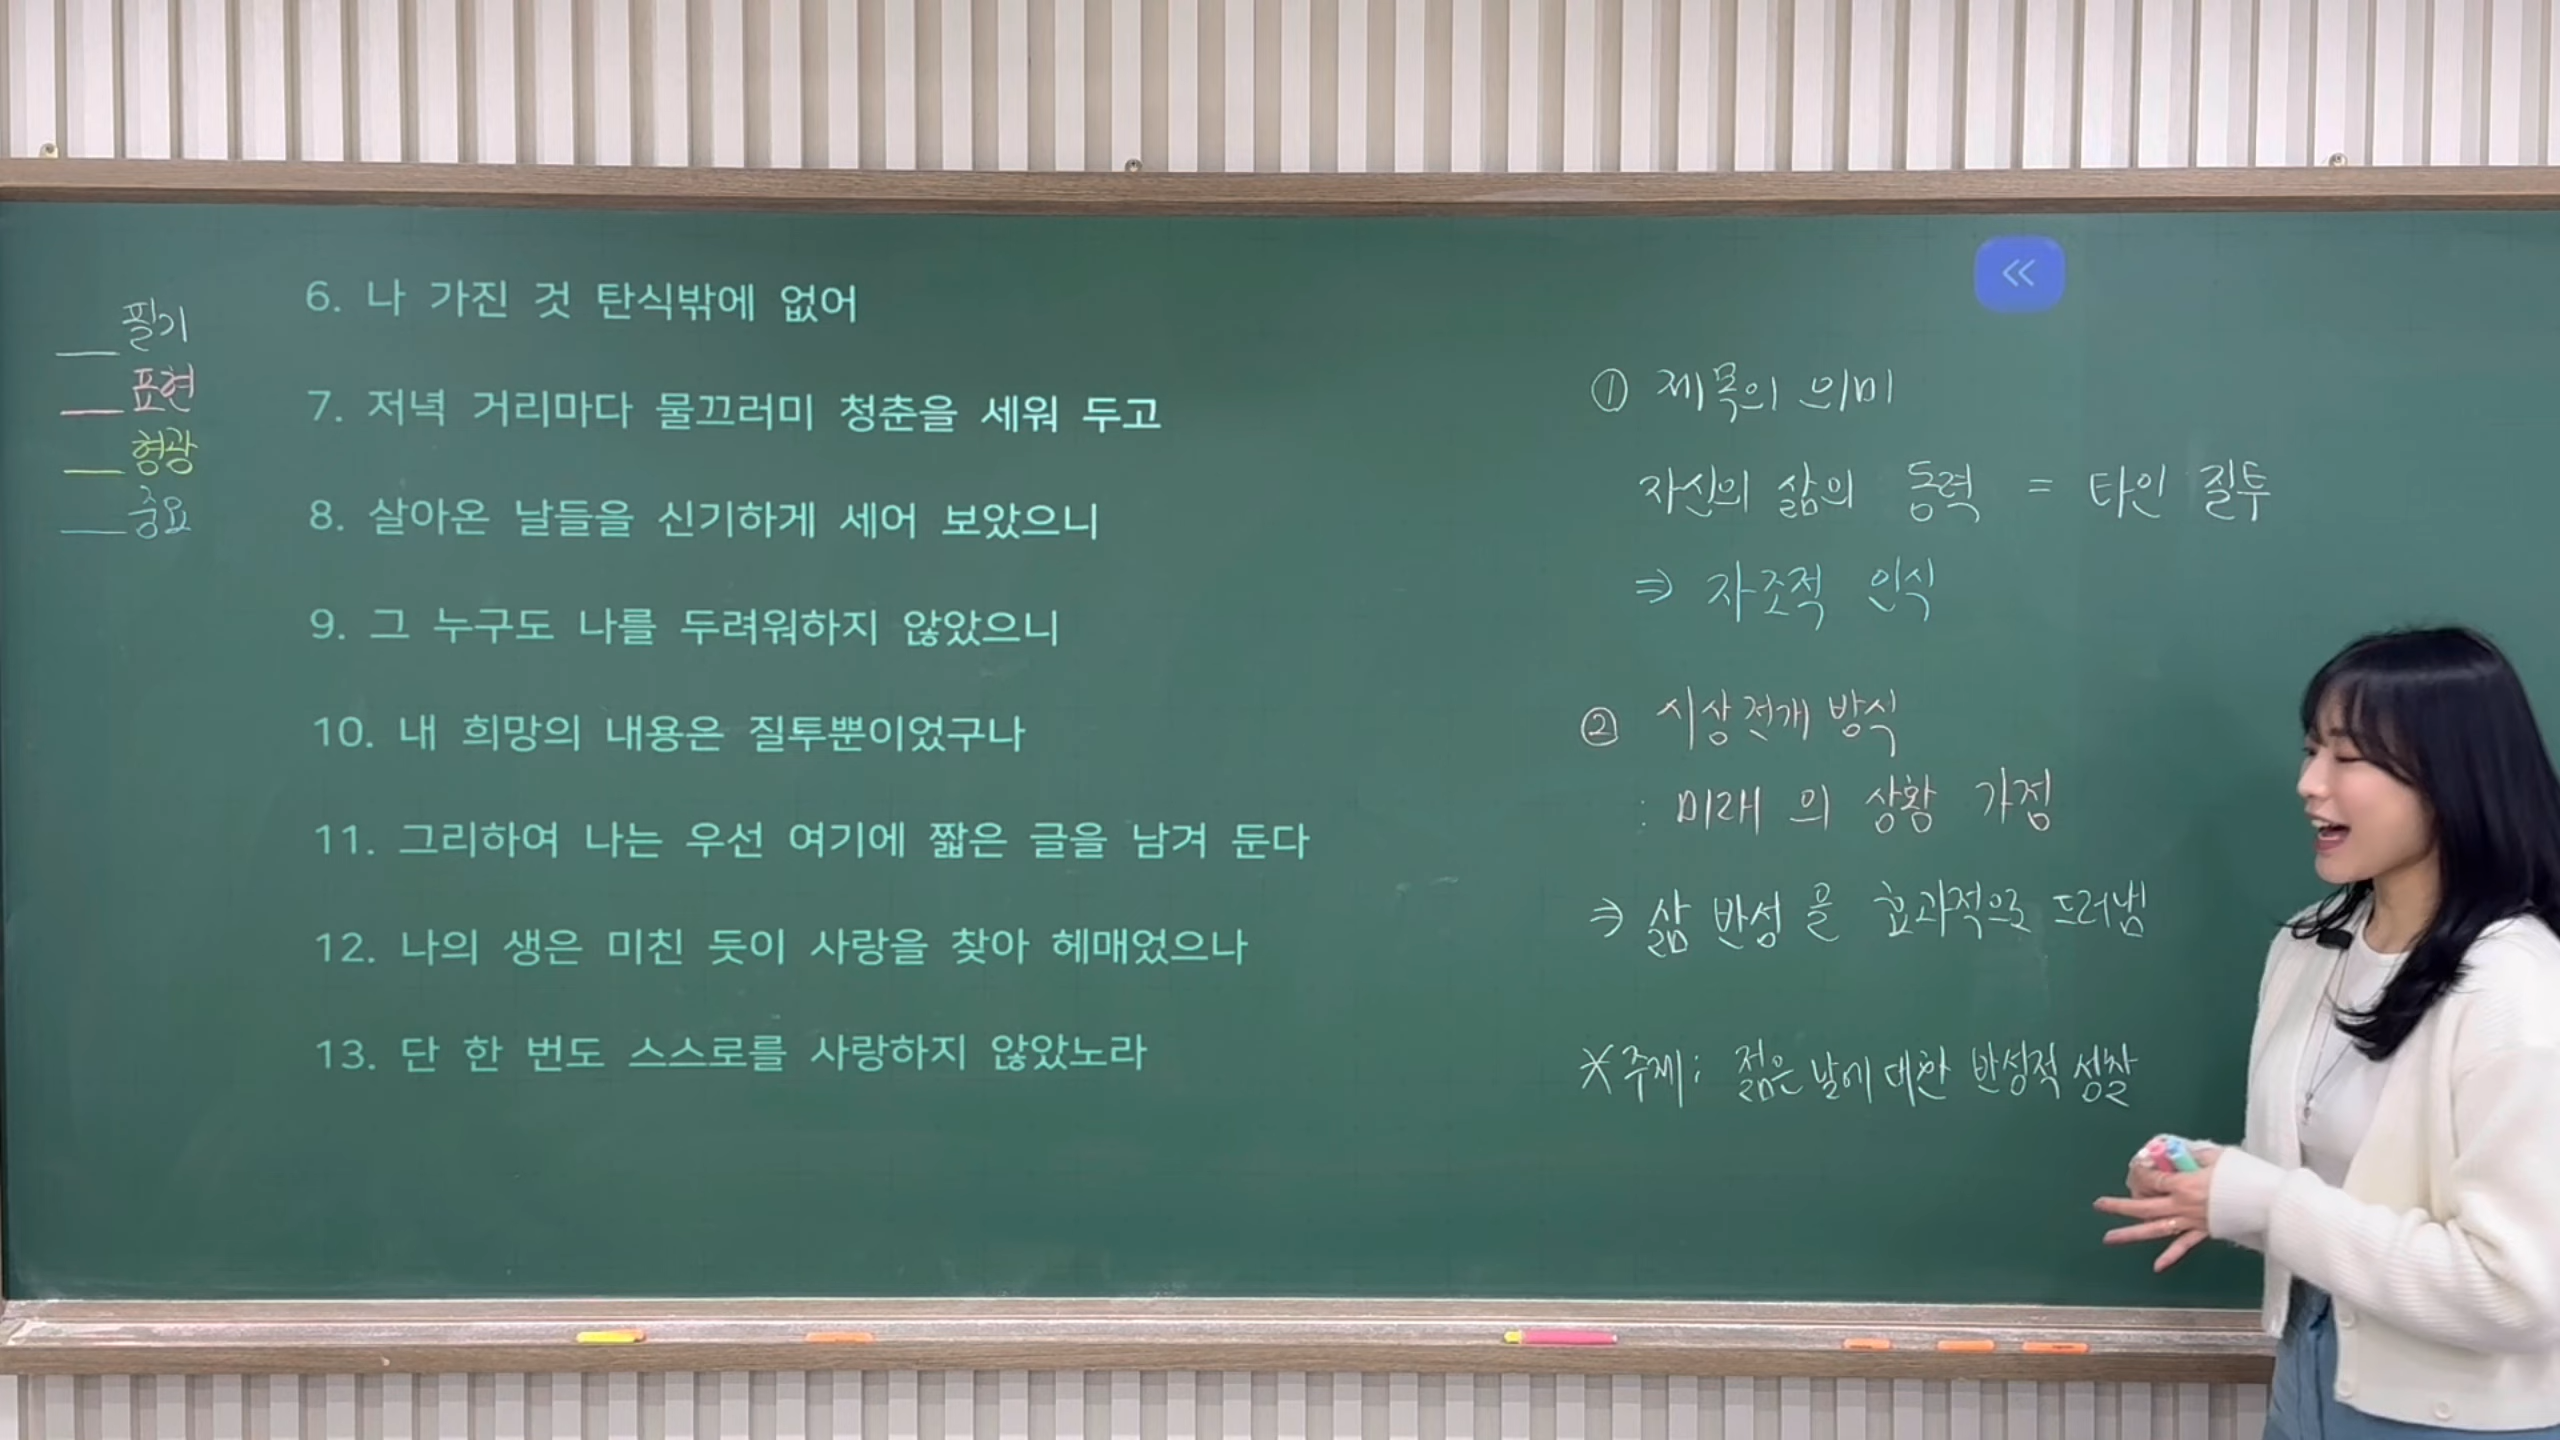 필기
표현
형광
중요
6. 나 가진 것 탄식밖에 없어
7. 저녁 거리마다 물끄러미 청춘을 세워 두고
8. 살아온 날들을 신기하게 세어 보았으니
9. 그 누구도 나를 두려워하지 않았으니
10. 내 희망의 내용은 질투뿐이었구나
11. 그리하여 나는 우선 여기에 짧은 글을 남겨 둔다
12. 나의 생은 미친 듯이 사랑을 찾아 헤매었으나
13. 단 한 번도 스스로를 사랑하지 않았노라
① 제목의 의미
자신의 삶의 동력 = 타인 질투
⇒ 자조적 인식
② 시상 전개 방식
: 미래의 상황 가정
⇒ 삶 반성을 효과적으로 드러냄
* 주제: 젊은 날에 대한 반성적 성찰